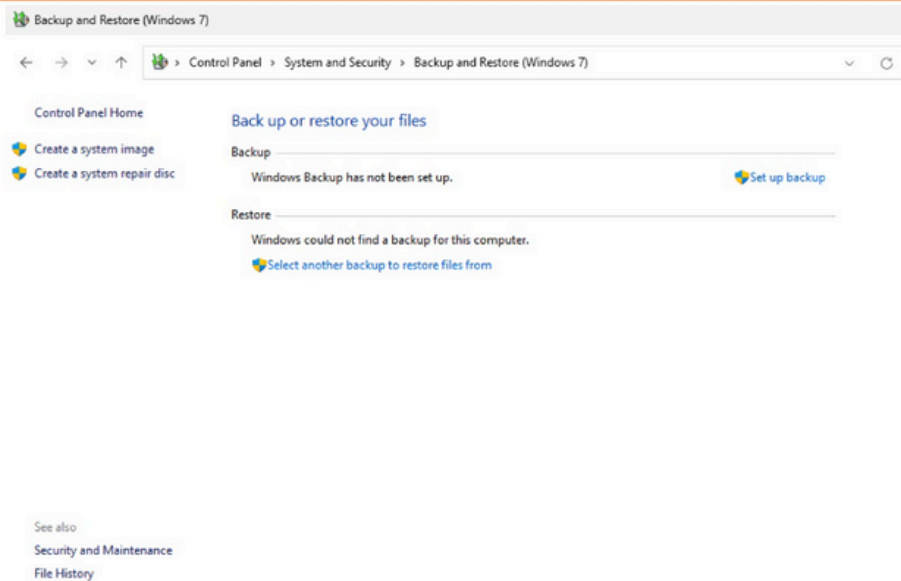 Backup and Restore (Windows 7)
Control Panel > System and Security > Backup and Restore (Windows 7)
Control Panel Home
Create a system image
Create a system repair disc
Back up or restore your files
Backup
Windows Backup has not been set up.
Set up backup
Restore
Windows could not find a backup for this computer.
Select another backup to restore files from
See also
Security and Maintenance
File History